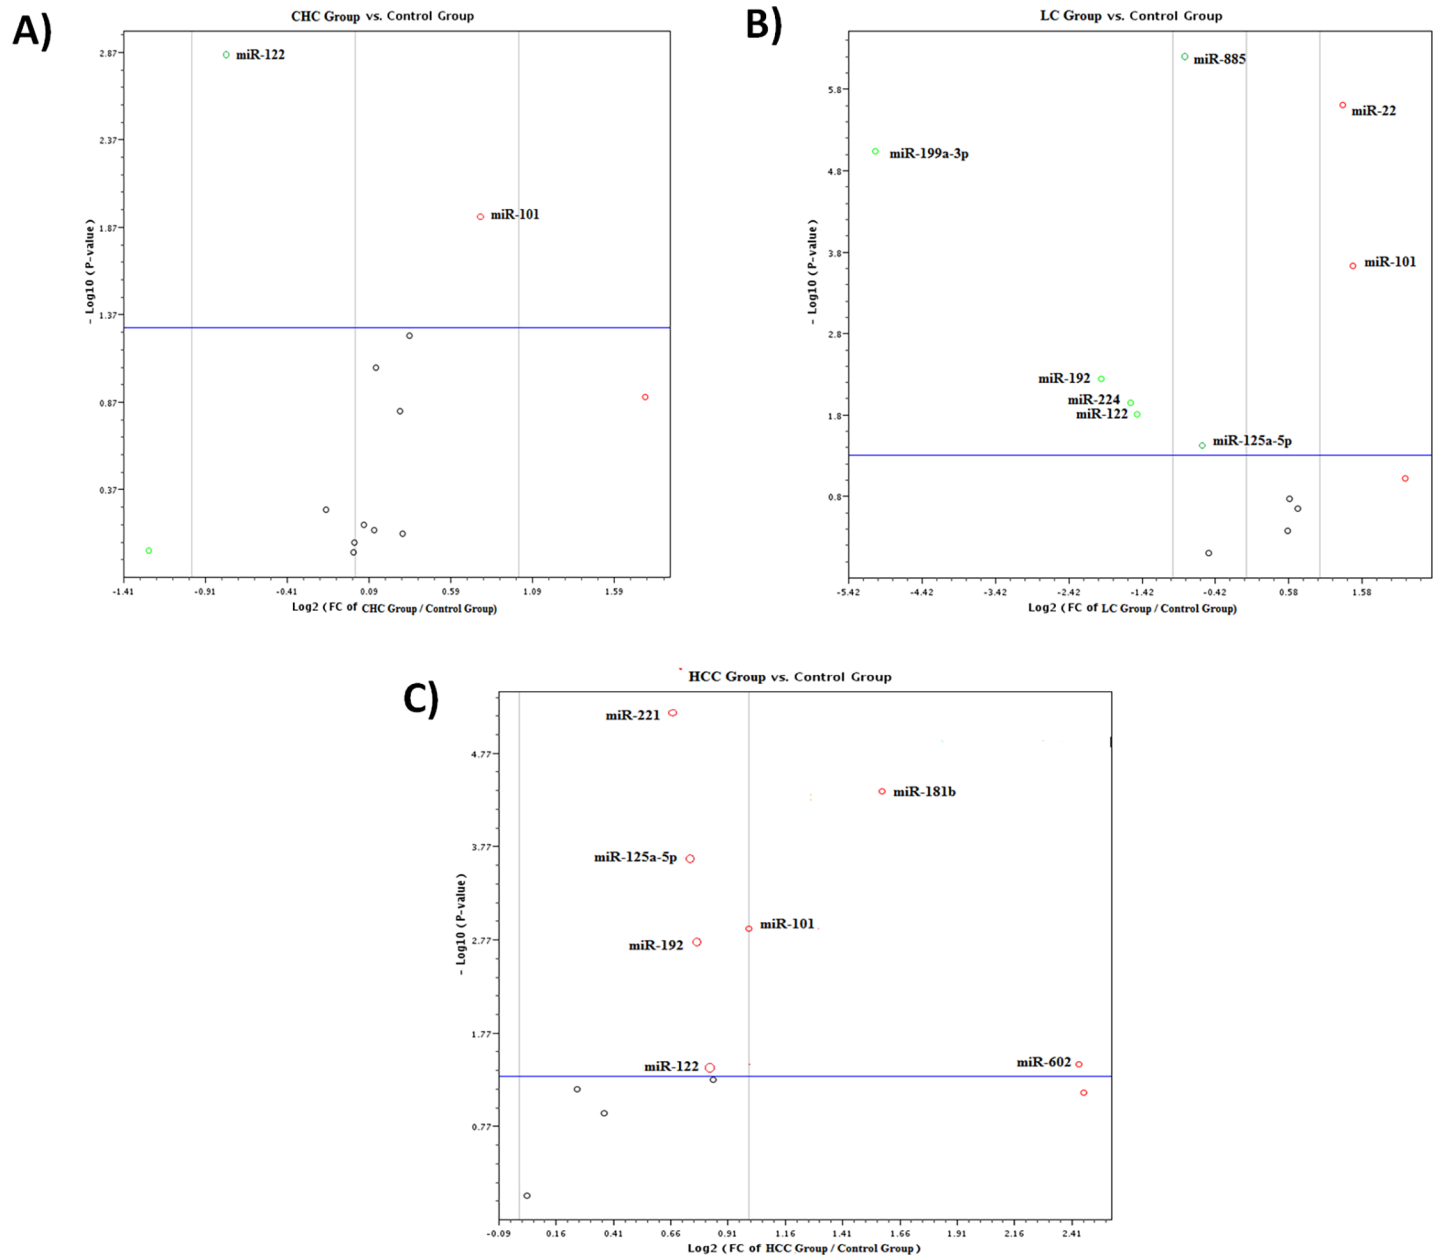 A)
CHC Group vs. Control Group
2.87
miR-122
2.37
miR-101
1.87
1.37
0.87
0.37
- Log10 (P-value)
-1.41 -0.91 -0.41 0.09 0.59 1.09 1.59
Log2 (FC of CHC Group / Control Group)
B)
LC Group vs. Control Group
miR-885
5.8
miR-22
miR-199a-3p
4.8
3.8
miR-101
2.8
miR-192
miR-224
1.8
miR-122
miR-125a-5p
0.8
- Log10 (P-value)
-5.42 -4.42 -3.42 -2.42 -1.42 -0.42 0.58 1.58
Log2 (FC of LC Group / Control Group)
C)
HCC Group vs. Control Group
miR-221
4.77
miR-181b
3.77
miR-125a-5p
miR-101
2.77
miR-192
1.77
miR-122
miR-602
0.77
- Log10 (P-value)
-0.09 0.16 0.41 0.66 0.91 1.16 1.41 1.66 1.91 2.16 2.41
Log2 (FC of HCC Group / Control Group)